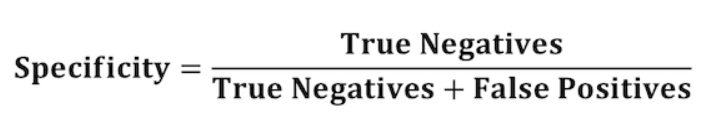 True Negatives
Specificity =
True Negatives + False Positives